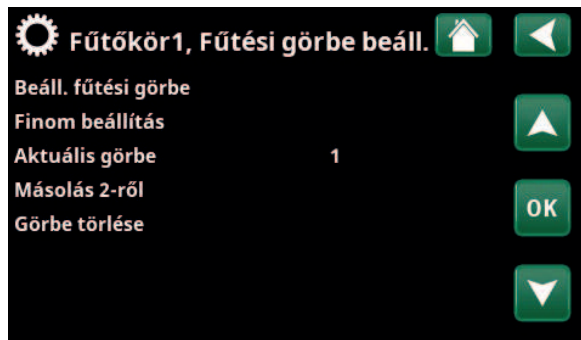 Fűtőkör1, Fűtési görbe beáll.
Beáll. fűtési görbe
Finom beállítás
Aktuális görbe 1
Másolás 2-ről
Görbe törlése
OK